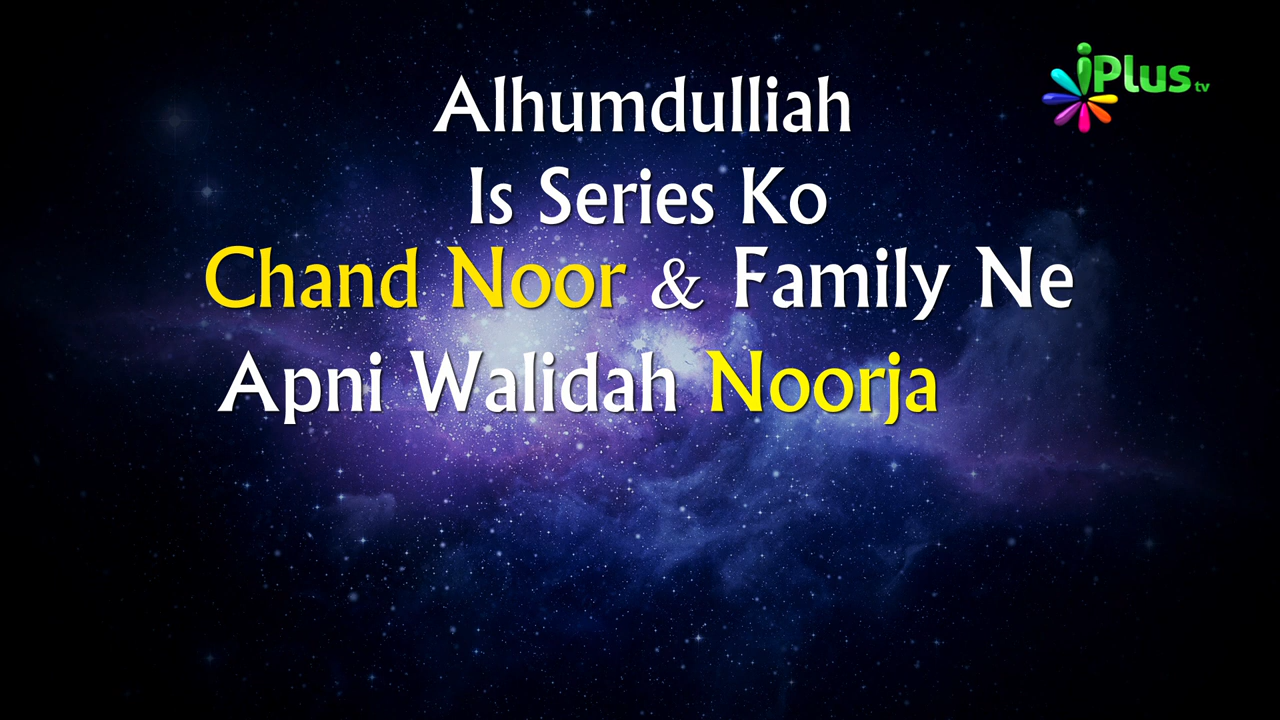 iPlus tv
Alhumdulliah
Is Series Ko
Chand Noor & Family Ne
Apni Walidah Noorja